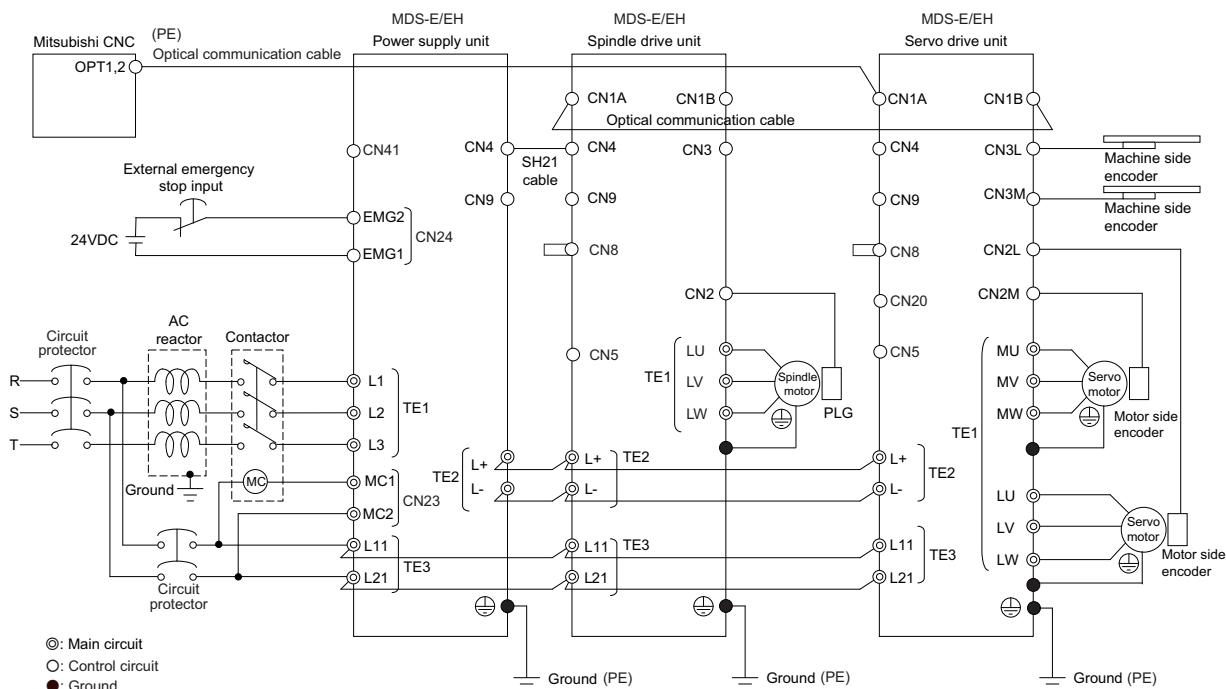 MDS-E/EH
Power supply unit
MDS-E/EH
Spindle drive unit
MDS-E/EH
Servo drive unit
Mitsubishi CNC
(PE)
Optical communication cable
OPT1,2
CN1A
CN1B
CN1A
CN1B
Optical communication cable
CN41
CN4
CN4
SH21
cable
CN3
CN4
CN3L
Machine side
encoder
External emergency
stop input
CN9
CN9
CN9
CN3M
Machine side
encoder
24VDC
EMG2
EMG1
CN24
CN8
CN8
CN2L
CN2
CN20
CN2M
Circuit
protector
AC
reactor
Contactor
CN5
CN5
R
S
T
L1
L2
L3
TE1
TE1
LU
LV
LW
Spindle
motor
PLG
TE1
MU
MV
MW
Servo
motor
Motor side
encoder
Ground
MC
MC1
MC2
CN23
TE2
L+
L-
L+
L-
TE2
L+
L-
TE2
LU
LV
LW
Servo
motor
Motor side
encoder
L11
L21
TE3
L11
L21
TE3
L11
L21
TE3
Circuit
protector
◎: Main circuit
○: Control circuit
●: Ground
Ground (PE)
Ground (PE)
Ground (PE)